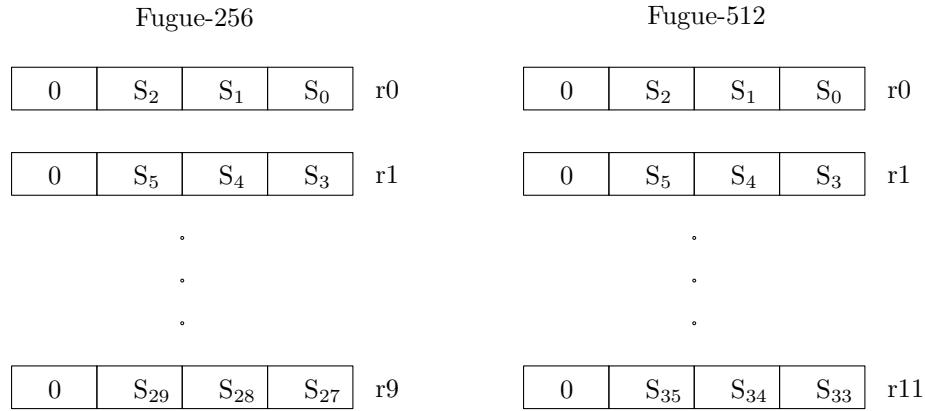 Fugue-256 Fugue-512
0 S₂ S₁ S₀ r0 0 S₂ S₁ S₀ r0
0 S₅ S₄ S₃ r1 0 S₅ S₄ S₃ r1
0 S₂₉ S₂₈ S₂₇ r9 0 S₃₅ S₃₄ S₃₃ r11